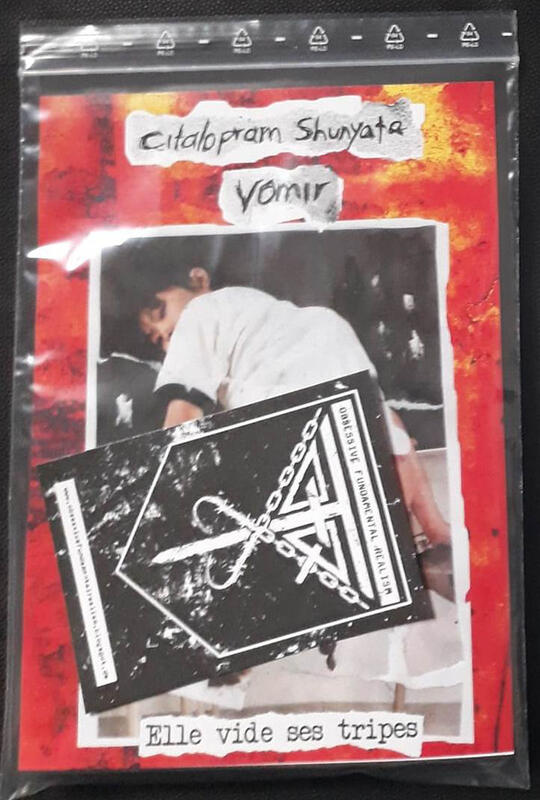 Citalopram Shunyata
Vomir
OBSESSIVE FUNDAMENTAL REALISM
Elle vide ses tripes